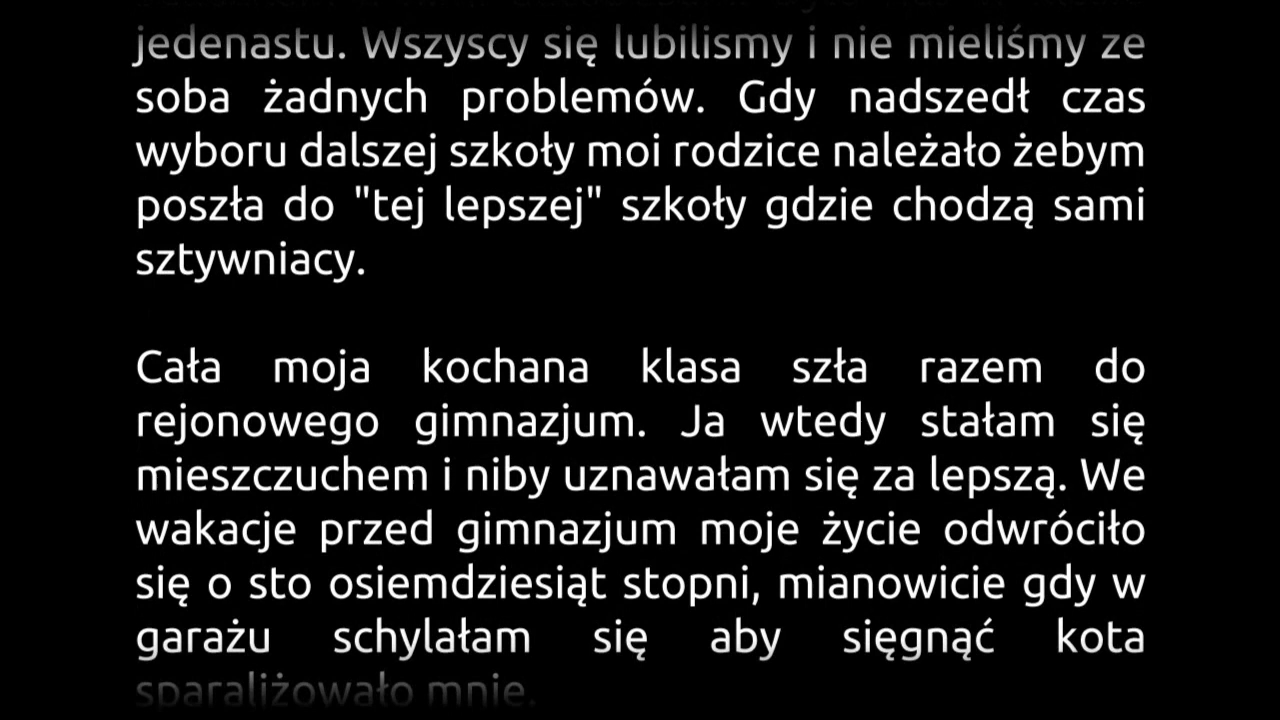 jedenastu. Wszyscy się lubilismy i nie mieliśmy ze
soba żadnych problemów. Gdy nadszedł czas
wyboru dalszej szkoły moi rodzice należało żebym
poszła do "tej lepszej" szkoły gdzie chodzą sami
sztywniacy.
Cała moja kochana klasa szła razem do
rejonowego gimnazjum. Ja wtedy stałam się
mieszczuchem i niby uznawałam się za lepszą. We
wakacje przed gimnazjum moje życie odwróciło
się o sto osiemdziesiąt stopni, mianowicie gdy w
garażu schylałam się aby sięgnąć kota
sparaliżowało mnie.